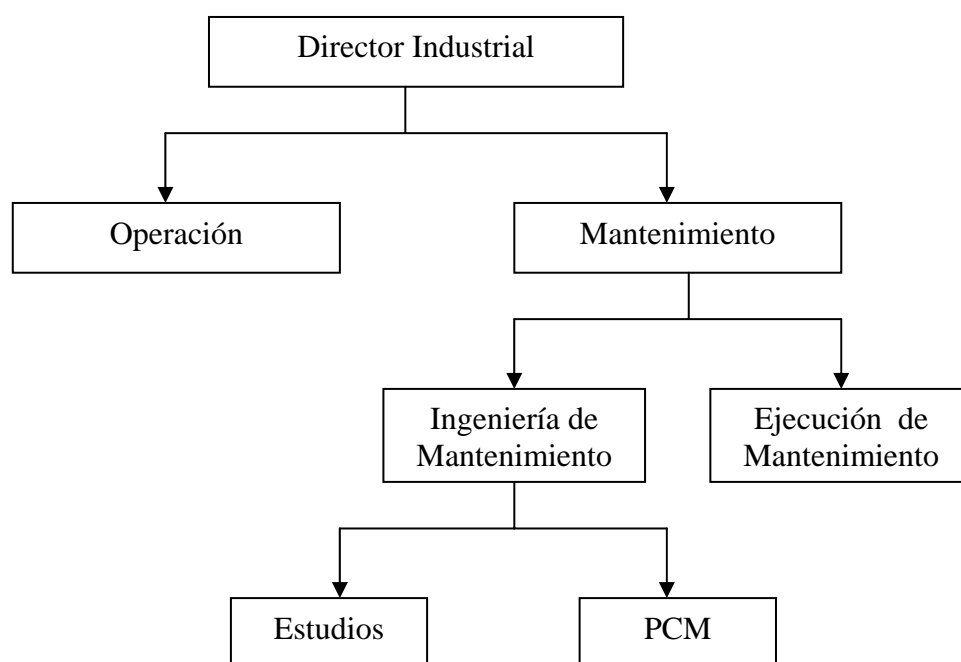 Director Industrial
Operación
Mantenimiento
Ingeniería de
Mantenimiento
Ejecución de
Mantenimiento
Estudios
PCM